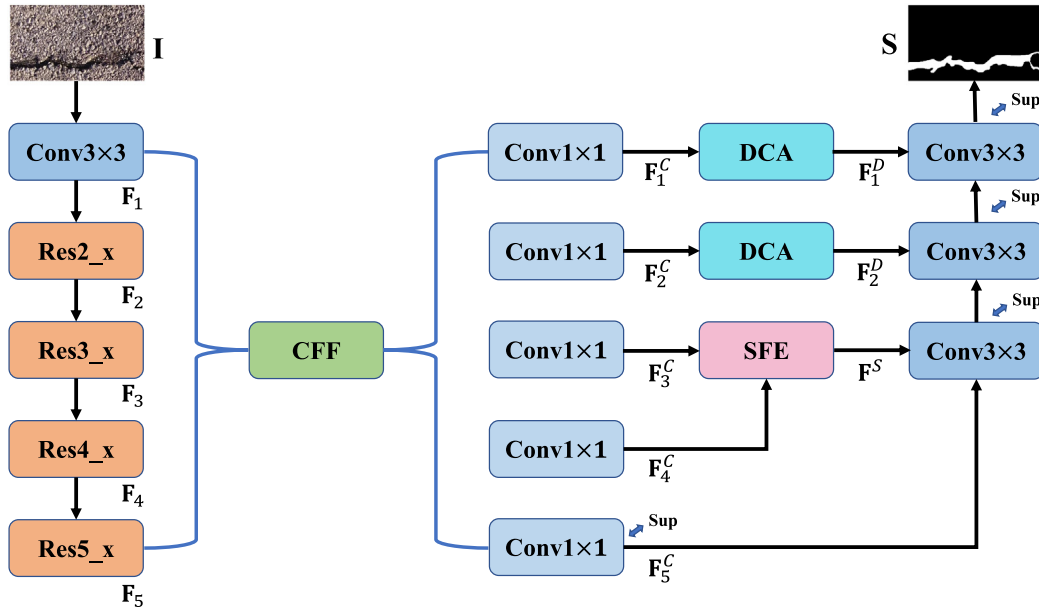 I
S
Sup
Conv3×3
Conv1×1
F_1^C
DCA
F_1^D
Conv3×3
F_1
Sup
Res2_x
Conv1×1
F_2^C
DCA
F_2^D
Conv3×3
F_2
Sup
Res3_x
CFF
Conv1×1
F_3^C
SFE
F^S
Conv3×3
F_3
Res4_x
Conv1×1
F_4^C
F_4
Sup
Res5_x
Conv1×1
F_5^C
F_5